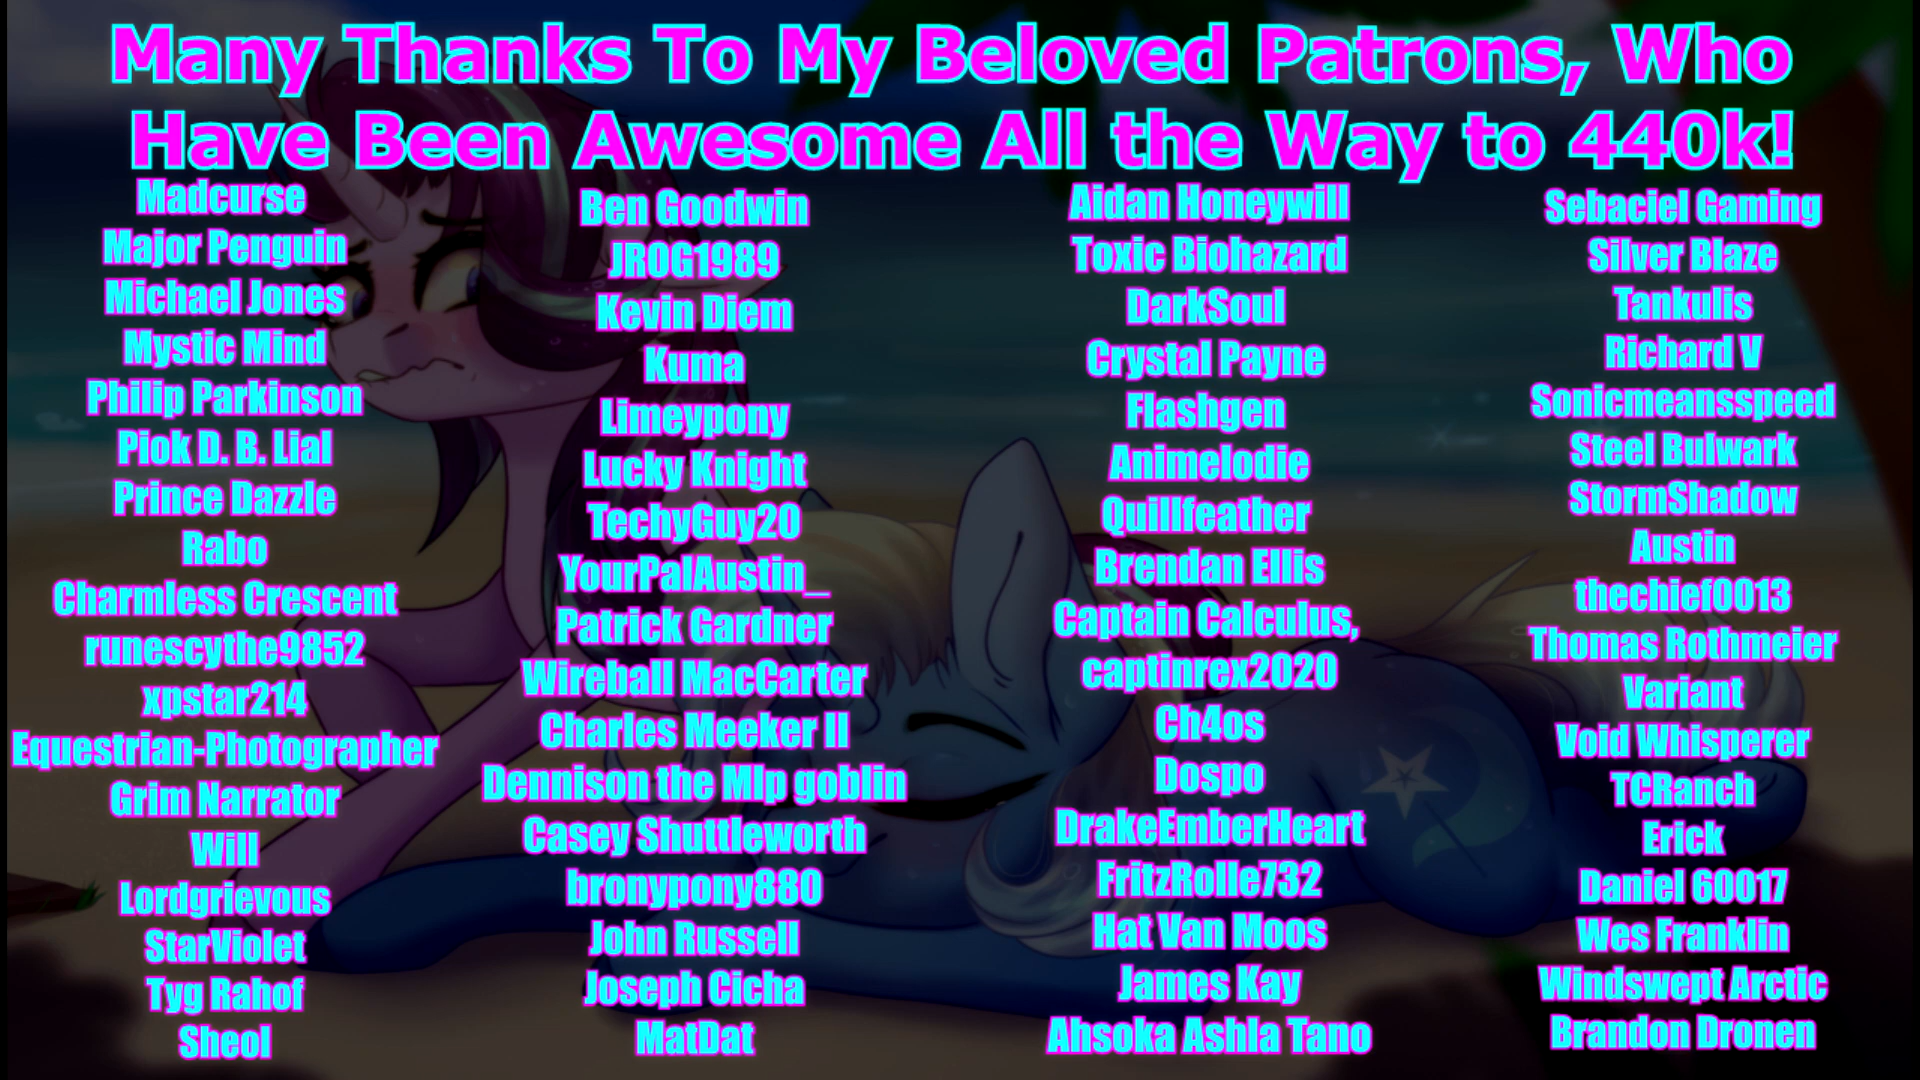 Many Thanks To My Beloved Patrons, Who
Have Been Awesome All the Way to 440k!
Madcurse
Major Penguin
Michael Jones
Mystic Mind
Philip Parkinson
Piok D. B. Lial
Prince Dazzle
Rabo
Charmless Crescent
runescythe9852
xpstar214
Equestrian-Photographer
Grim Narrator
Will
Lordgrievous
StarViolet
Tyg Rahof
Sheol
Ben Goodwin
JROG1989
Kevin Diem
Kuma
Limeypony
Lucky Knight
TechyGuy20
YourPalAustin_
Patrick Gardner
Wireball MacCarter
Charles Meeker II
Dennison the Mlp goblin
Casey Shuttleworth
bronypony880
John Russell
Joseph Cicha
MatDat
Aidan Honeywill
Toxic Biohazard
DarkSoul
Crystal Payne
Flashgen
Animelodie
Quillfeather
Brendan Ellis
Captain Calculus,
captinrex2020
Ch4os
Dospo
DrakeEmberHeart
FritzRolle732
Hat Van Moos
James Kay
Ahsoka Ashla Tano
Sebaciel Gaming
Silver Blaze
Tankulis
Richard V
Sonicmeansspeed
Steel Bulwark
StormShadow
Austin
thechief0013
Thomas Rothmeier
Variant
Void Whisperer
TCRanch
Erick
Daniel 60017
Wes Franklin
Windswept Arctic
Brandon Dronen